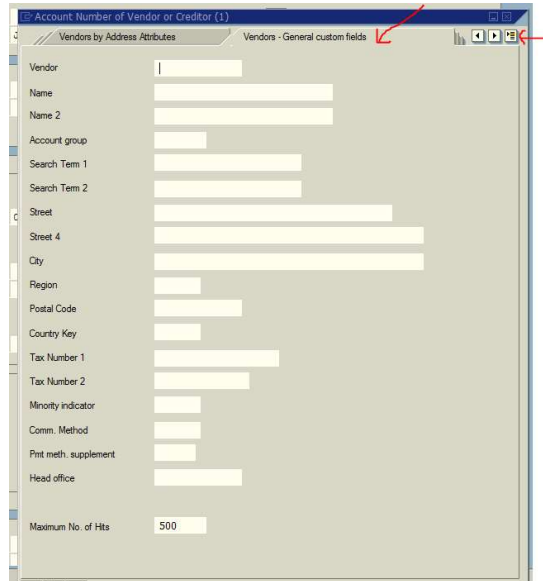 Account Number of Vendor or Creditor (1)
Vendors by Address Attributes
Vendors - General custom fields
Vendor
Name
Name 2
Account group
Search Term 1
Search Term 2
Street
Street 4
City
Region
Postal Code
Country Key
Tax Number 1
Tax Number 2
Minority indicator
Comm. Method
Pmt meth. supplement
Head office
Maximum No. of Hits 500